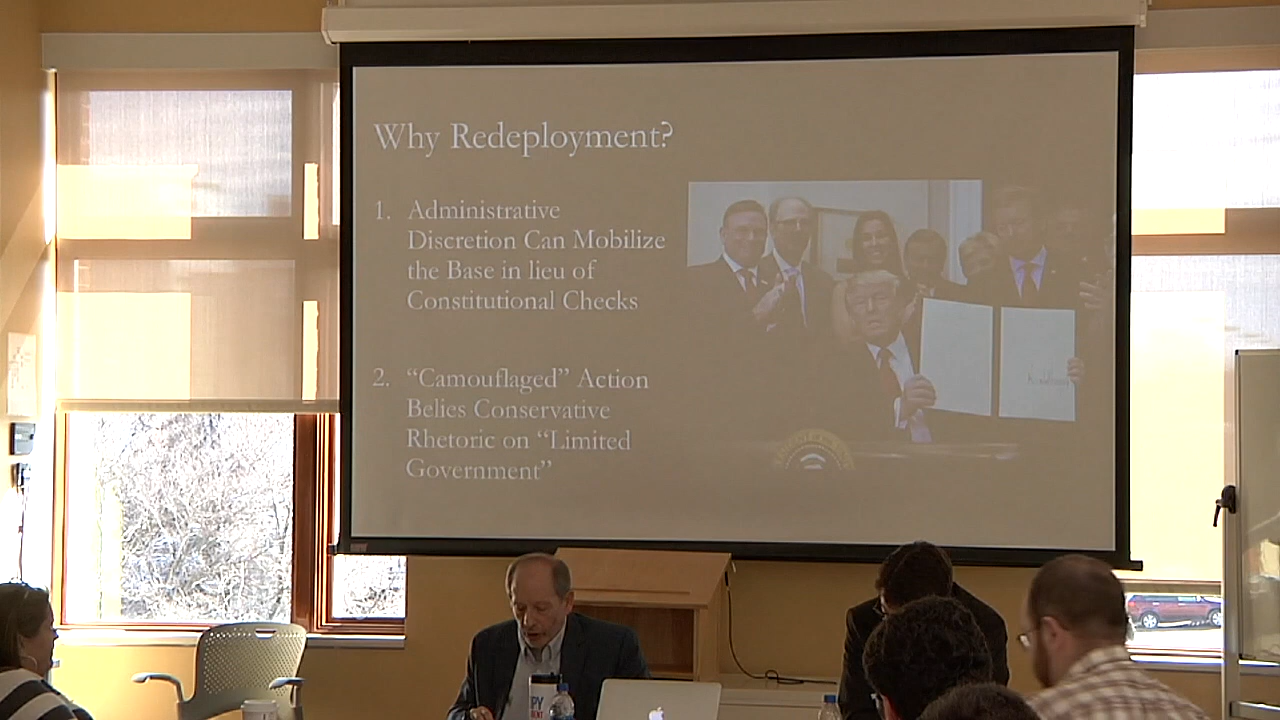 Why Redeployment?
1. Administrative
Discretion Can Mobilize
the Base in lieu of
Constitutional Checks
2. “Camouflaged” Action
Belies Conservative
Rhetoric on “Limited
Government”